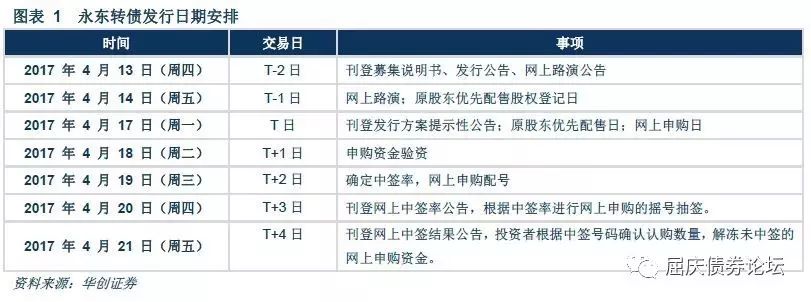 图表 1 永东转债发行日期安排
时间 交易日 事项
2017 年 4 月 13 日（周四） T-2 日 刊登募集说明书、发行公告、网上路演公告
2017 年 4 月 14 日（周五） T-1 日 网上路演；原股东优先配售股权登记日
2017 年 4 月 17 日（周一） T 日 刊登发行方案提示性公告；原股东优先配售日；网上申购日
2017 年 4 月 18 日（周二） T+1 日 申购资金验资
2017 年 4 月 19 日（周三） T+2 日 确定中签率，网上申购配号
2017 年 4 月 20 日（周四） T+3 日 刊登网上中签率公告，根据中签率进行网上申购的摇号抽签。
2017 年 4 月 21 日（周五） T+4 日 刊登网上中签结果公告，投资者根据中签号码确认认购数量，解冻未中签的
网上申购资金。
屈庆债券论坛
资料来源：华创证券